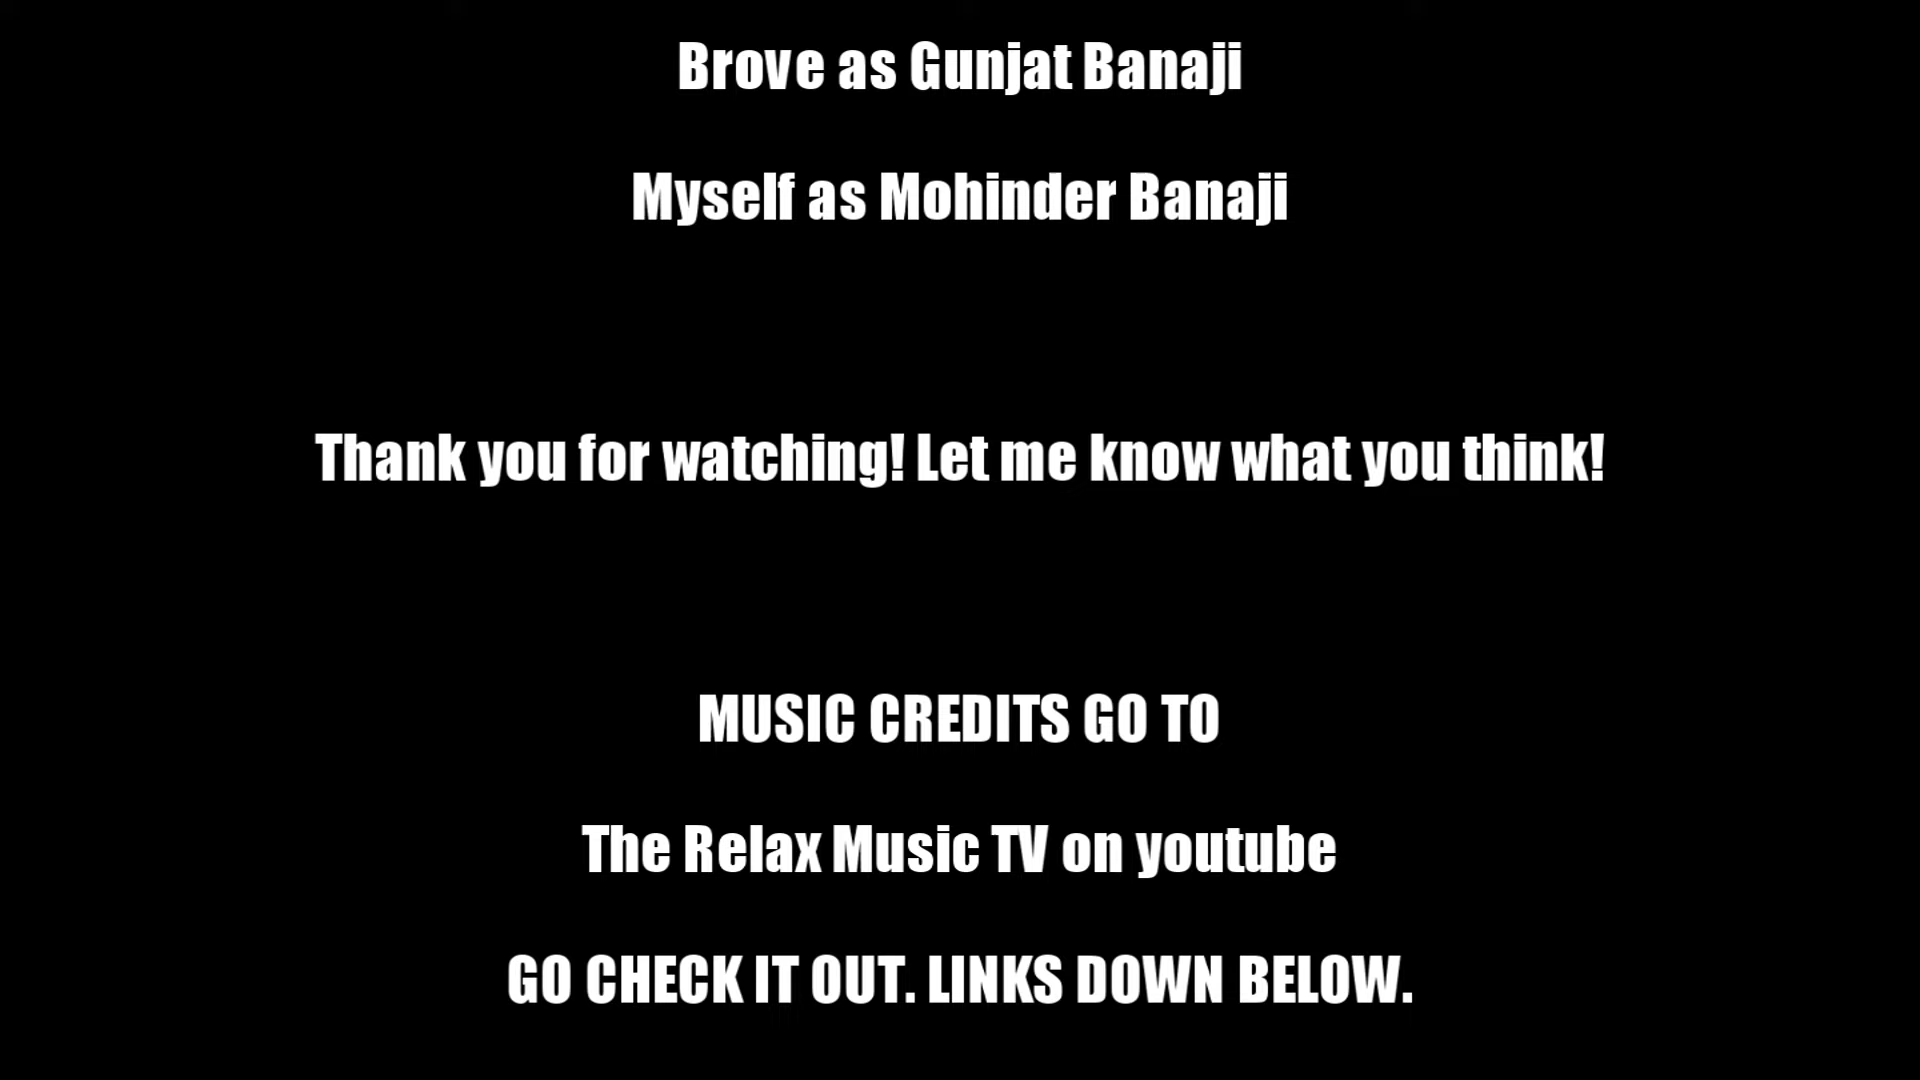 Brove as Gunjat Banaji
Myself as Mohinder Banaji
Thank you for watching! Let me know what you think!
MUSIC CREDITS GO TO
The Relax Music TV on youtube
GO CHECK IT OUT. LINKS DOWN BELOW.